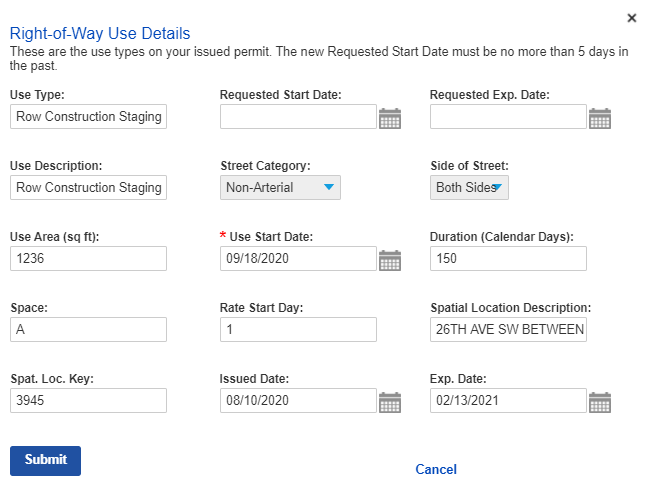 ×
Right-of-Way Use Details
These are the use types on your issued permit. The new Requested Start Date must be no more than 5 days in
the past.
Use Type: Requested Start Date: Requested Exp. Date:
Row Construction Staging
Use Description: Street Category: Side of Street:
Row Construction Staging Non-Arterial Both Sides
Use Area (sq ft): * Use Start Date: Duration (Calendar Days):
1236 09/18/2020 150
Space: Rate Start Day: Spatial Location Description:
A 1 26TH AVE SW BETWEEN
Spat. Loc. Key: Issued Date: Exp. Date:
3945 08/10/2020 02/13/2021
Submit Cancel